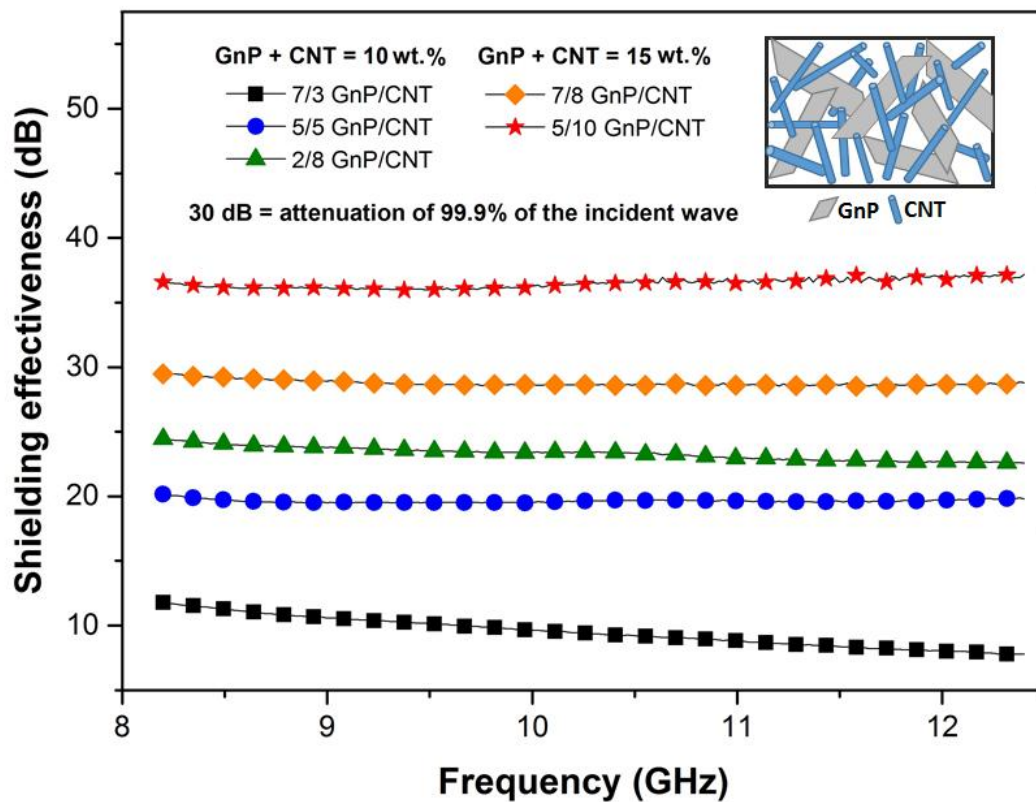 GnP + CNT = 10 wt.% GnP + CNT = 15 wt.%
7/3 GnP/CNT 7/8 GnP/CNT
5/5 GnP/CNT 5/10 GnP/CNT
2/8 GnP/CNT
GnP CNT
30 dB = attenuation of 99.9% of the incident wave
Shielding effectiveness (dB)
50
40
30
20
10
8 9 10 11 12
Frequency (GHz)